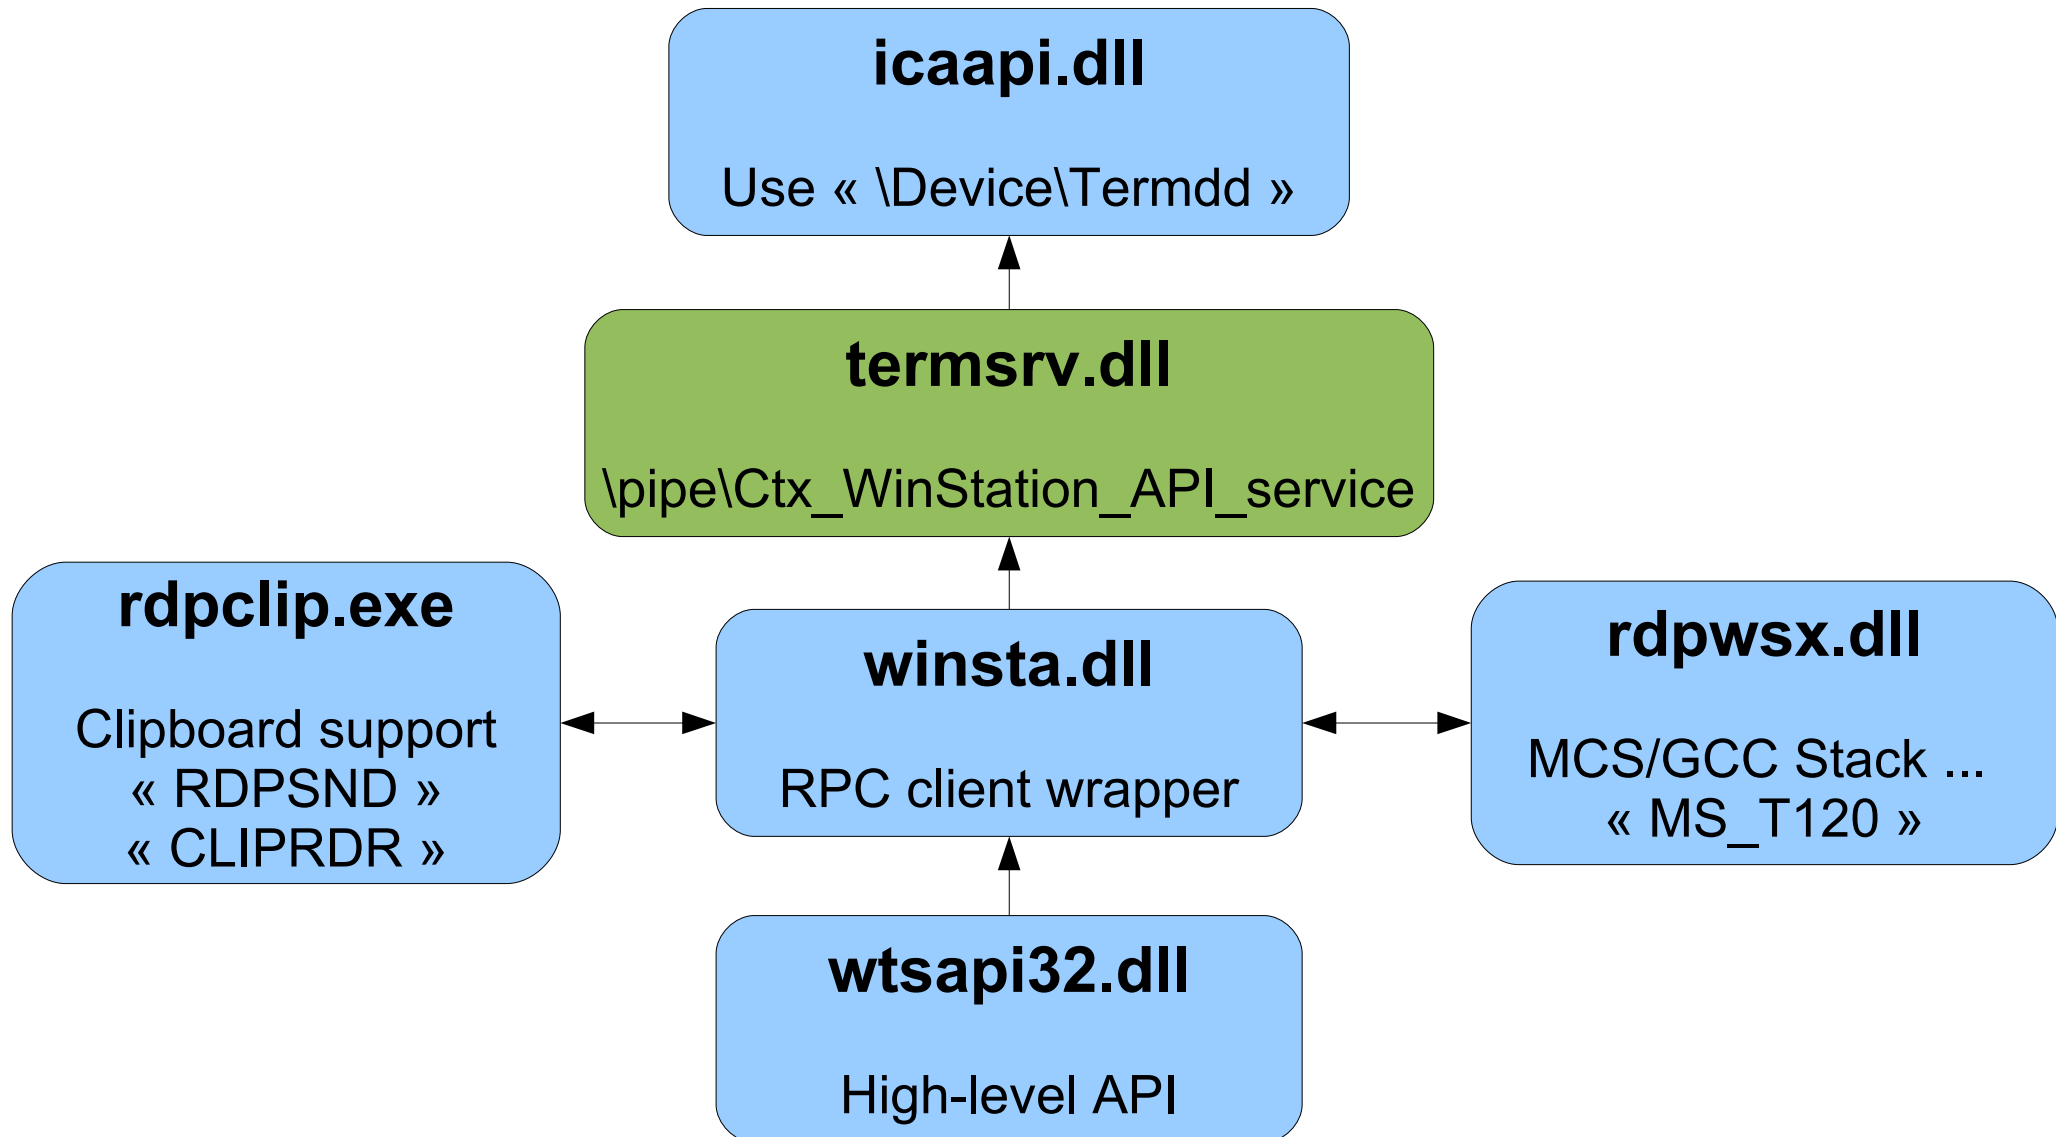 icaapi.dll
Use « \Device\Termdd »
termsrv.dll
\pipe\Ctx_WinStation_API_service
rdpclip.exe
Clipboard support
« RDPSND »
« CLIPRDR »
winsta.dll
RPC client wrapper
rdpwsx.dll
MCS/GCC Stack ...
« MS_T120 »
wtsapi32.dll
High-level API